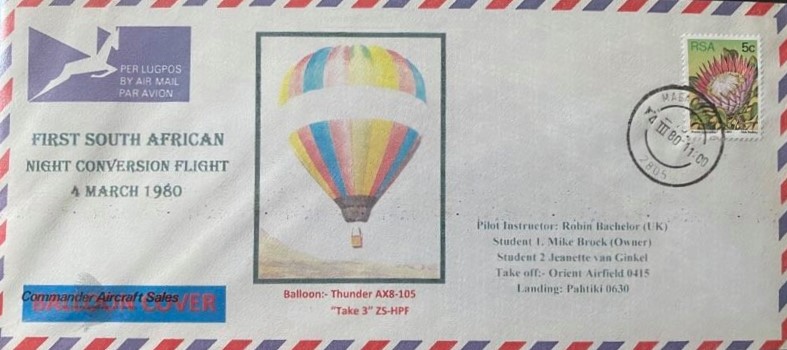 PER LUGPOS
BY AIR MAIL
PAR AVION
FIRST SOUTH AFRICAN
NIGHT CONVERSION FLIGHT
4 MARCH 1980
Commander Aircraft Sales
BALLOON COVER
Balloon:- Thunder AX8-105
"Take 3" ZS-HPF
RSA 5c
4 III 80 11-00
2805
Pilot Instructor: Robin Bachelor (UK)
Student 1. Mike Brock (Owner)
Student 2 Jeanette van Ginkel
Take off:- Orient Airfield 0415
Landing: Pahtiki 0630